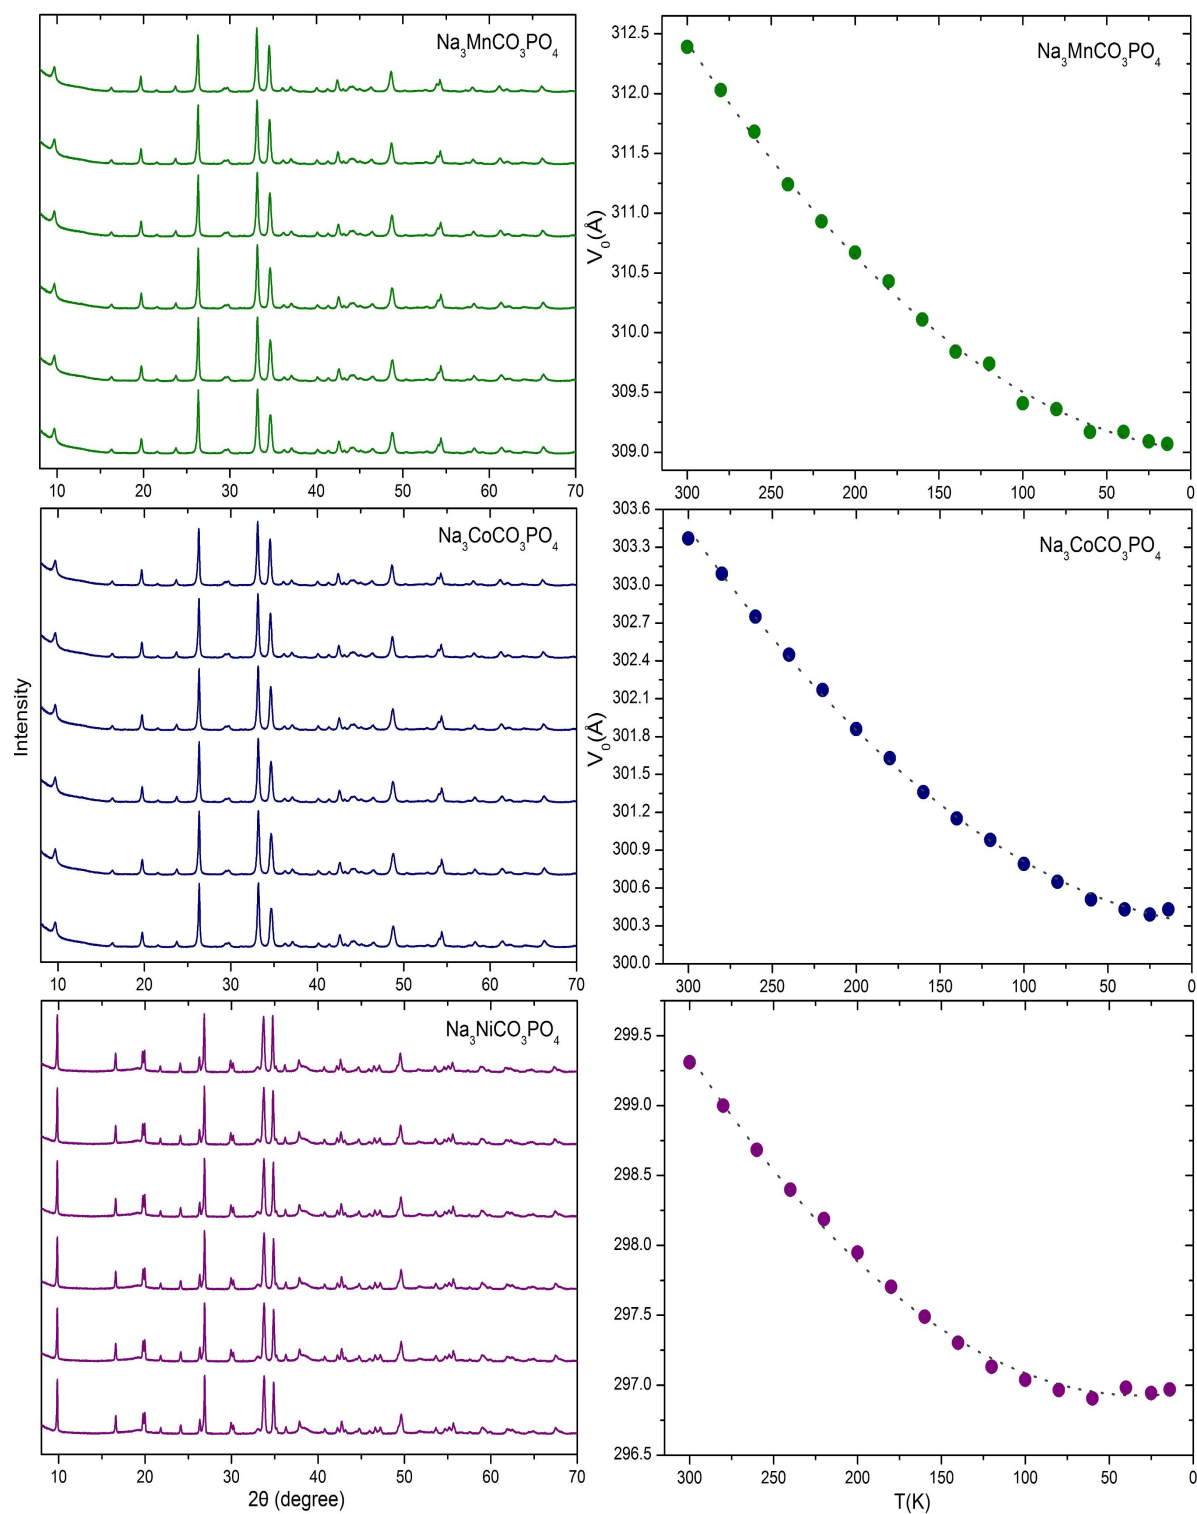 Na3MnCO3PO4
10 20 30 40 50 60 70
Na3MnCO3PO4
V0(Å)
312.5
312.0
311.5
311.0
310.5
310.0
309.5
309.0
300 250 200 150 100 50 0
Intensity
Na3CoCO3PO4
10 20 30 40 50 60 70
Na3CoCO3PO4
V0(Å)
303.6
303.3
303.0
302.7
302.4
302.1
301.8
301.5
301.2
300.9
300.6
300.3
300.0
300 250 200 150 100 50 0
Na3NiCO3PO4
10 20 30 40 50 60 70
2θ (degree)
299.5
299.0
298.5
298.0
297.5
297.0
296.5
300 250 200 150 100 50 0
T(K)